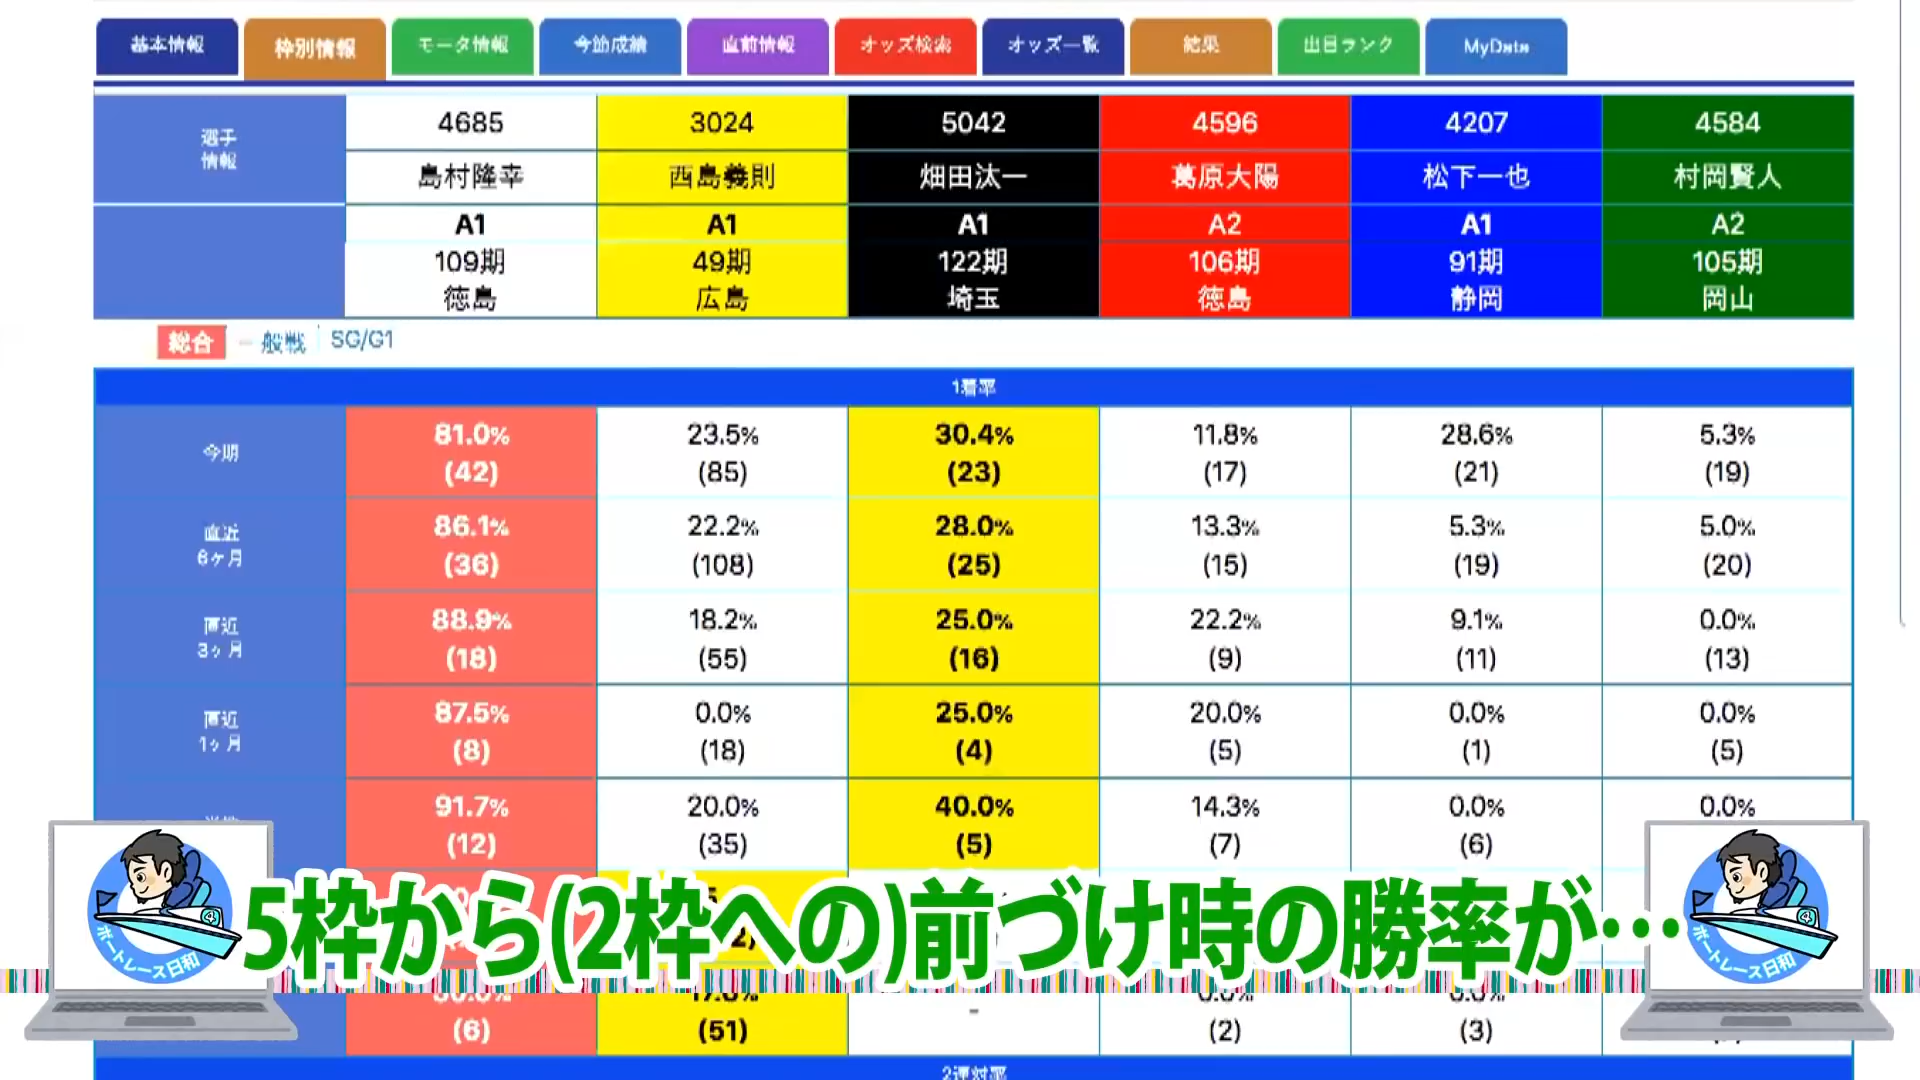 基本情報 枠別情報 モータ情報 今節成績 直前情報 オッズ検索 オッズ一覧 結果 出目ランク MyData
選手情報 4685 3024 5042 4596 4207 4584
島村隆幸 西島義則 畑田汰一 葛原大陽 松下一也 村岡賢人
A1 A1 A1 A2 A1 A2
109期 49期 122期 106期 91期 105期
徳島 広島 埼玉 徳島 静岡 岡山
総合 一般戦 SG/G1
1着率
今期 81.0% 23.5% 30.4% 11.8% 28.6% 5.3%
(42) (85) (23) (17) (21) (19)
直近6ヶ月 86.1% 22.2% 28.0% 13.3% 5.3% 5.0%
(36) (108) (25) (15) (19) (20)
直近3ヶ月 88.9% 18.2% 25.0% 22.2% 9.1% 0.0%
(18) (55) (16) (9) (11) (13)
直近1ヶ月 87.5% 0.0% 25.0% 20.0% 0.0% 0.0%
(8) (18) (4) (5) (1) (5)
91.7% 20.0% 40.0% 14.3% 0.0% 0.0%
(12) (35) (5) (7) (6)
5枠から(2枠への)前づけ時の勝率が…
ボートレース日和 4
ボートレース日和 4
(6) (51) - (2) (3)
2連対率